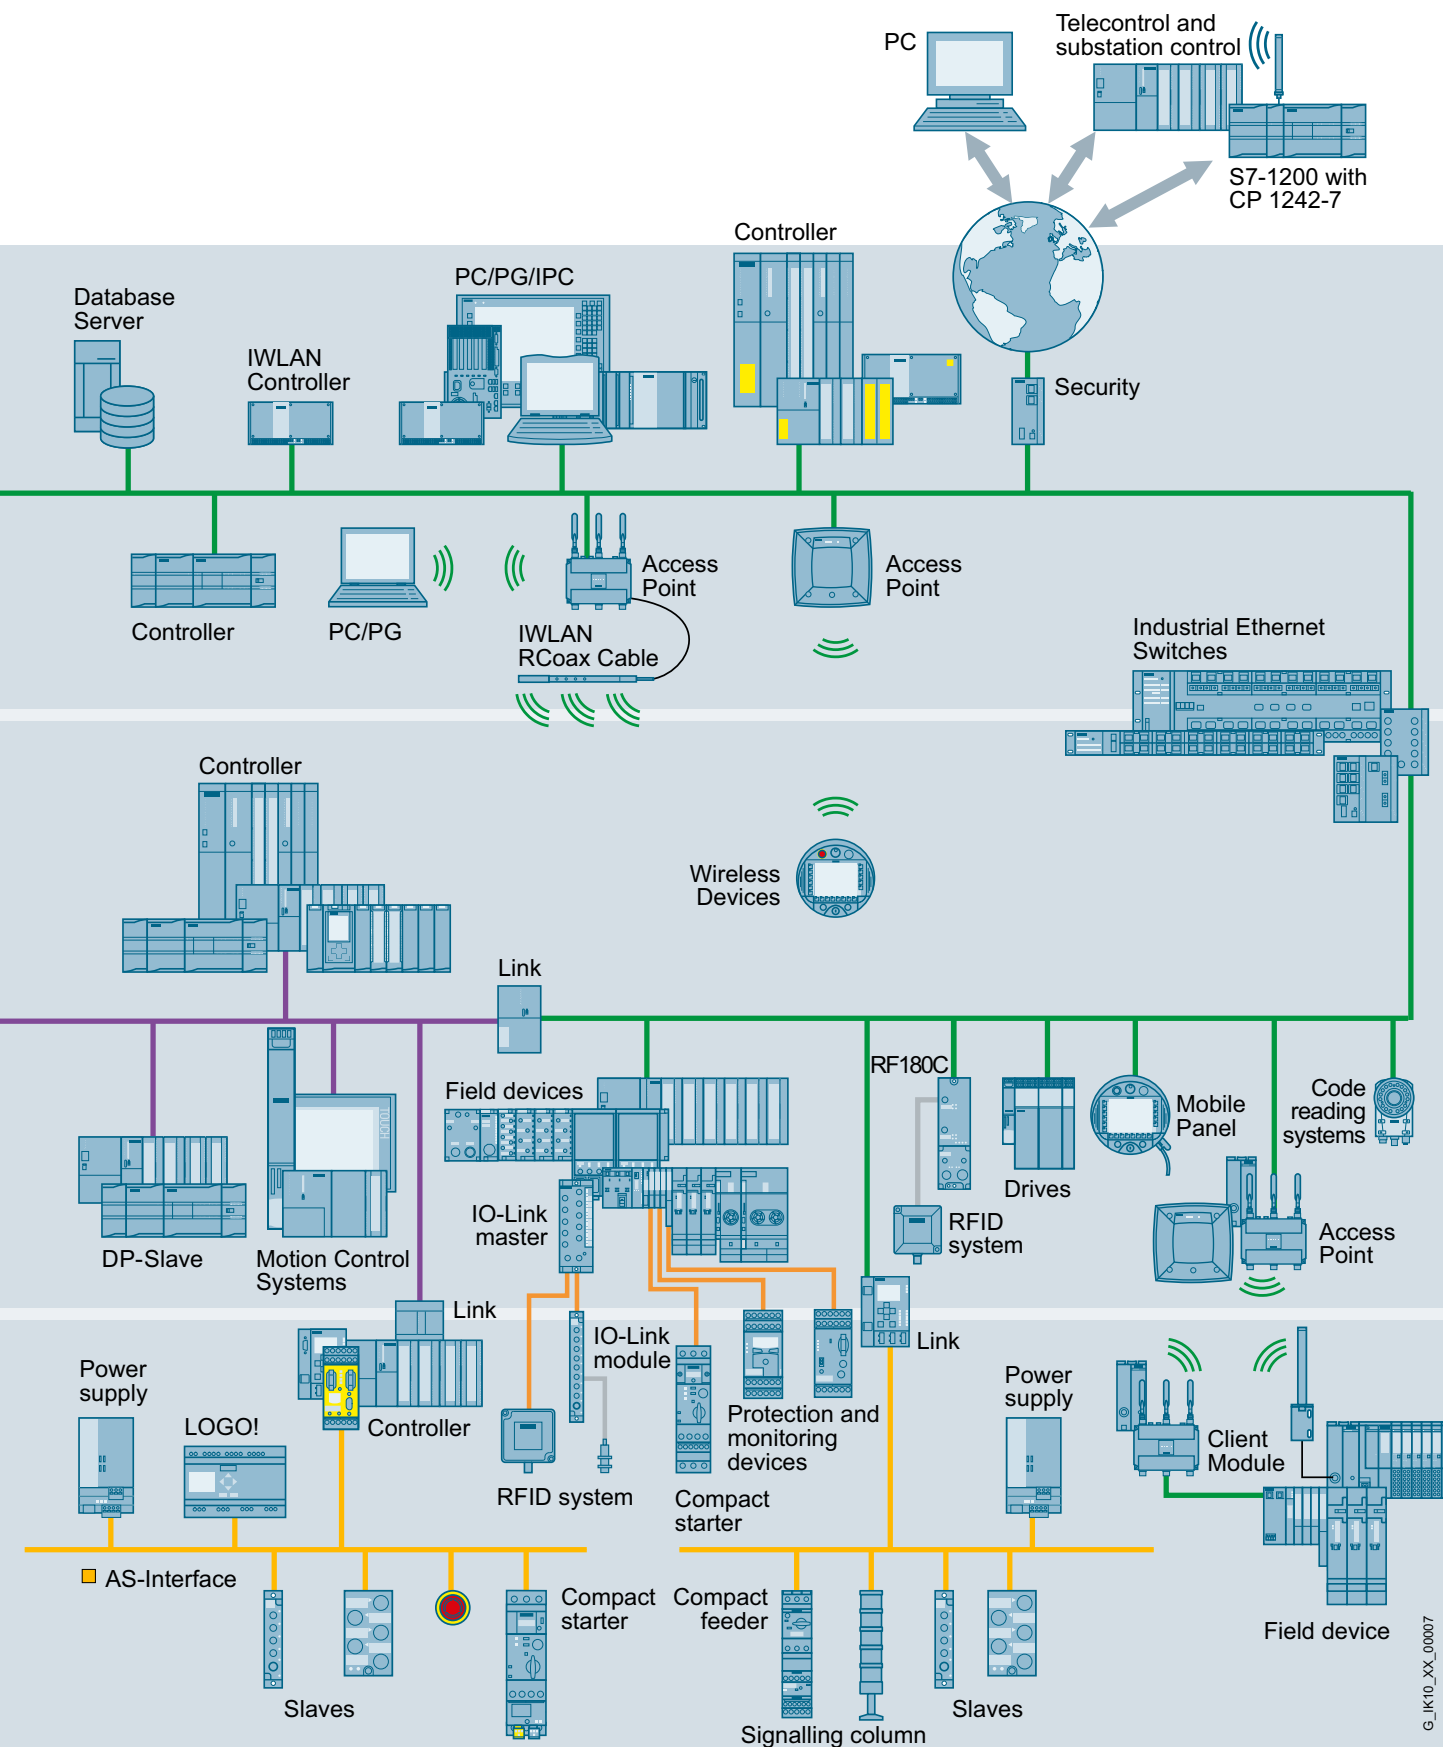 PC
Telecontrol and
substation control
S7-1200 with
CP 1242-7
Controller
PC/PG/IPC
Database
Server
IWLAN
Controller
Security
Access
Point
Access
Point
Controller
PC/PG
IWLAN
RCoax Cable
Industrial Ethernet
Switches
Controller
Wireless
Devices
Link
RF180C
Field devices
TOUCH
Mobile
Panel
Code
reading
systems
Drives
IO-Link
master
RFID
system
DP-Slave
Motion Control
Systems
Access
Point
Link
IO-Link
module
Link
Power
supply
LOGO!
Controller
Protection and
monitoring
devices
Power
supply
Client
Module
RFID system
Compact
starter
AS-Interface
Compact
starter
Compact
feeder
Field device
Slaves
Slaves
Signalling column
G_IK10_XX_00007